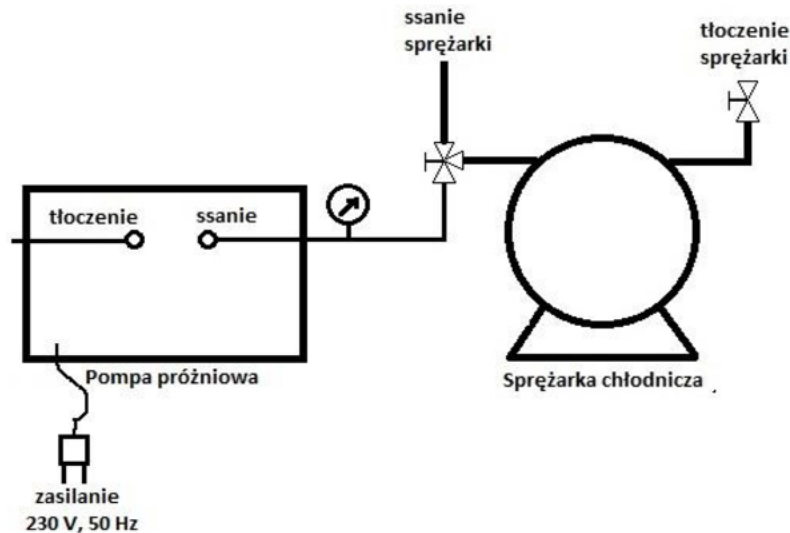 ssanie
sprężarki
tłoczenie
sprężarki
tłoczenie
ssanie
Pompa próżniowa
Sprężarka chłodnicza
zasilanie
230 V, 50 Hz